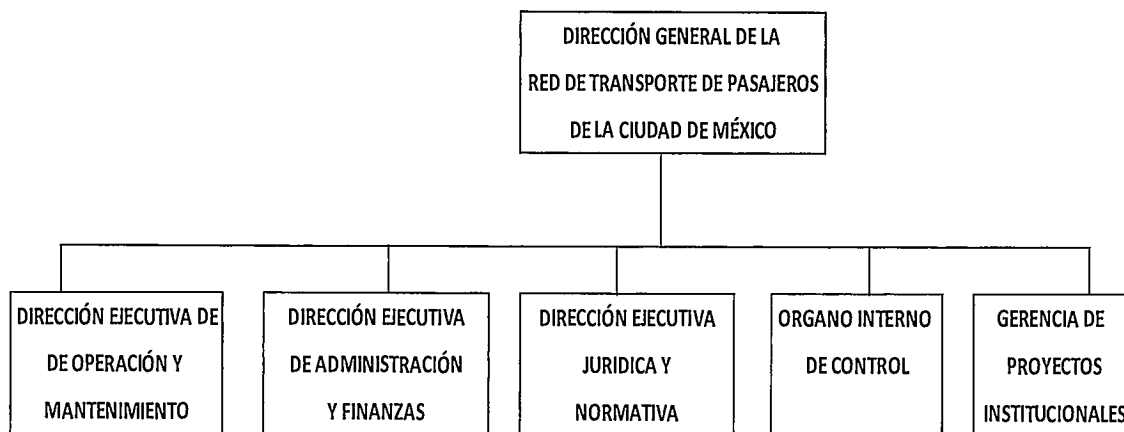 DIRECCIÓN GENERAL DE LA
RED DE TRANSPORTE DE PASAJEROS
DE LA CIUDAD DE MÉXICO
DIRECCIÓN EJECUTIVA DE
DE OPERACIÓN Y
MANTENIMIENTO
DIRECCIÓN EJECUTIVA
DE ADMINISTRACIÓN
Y FINANZAS
DIRECCIÓN EJECUTIVA
JURIDICA Y
NORMATIVA
ORGANO INTERNO
DE CONTROL
GERENCIA DE
PROYECTOS
INSTITUCIONALES